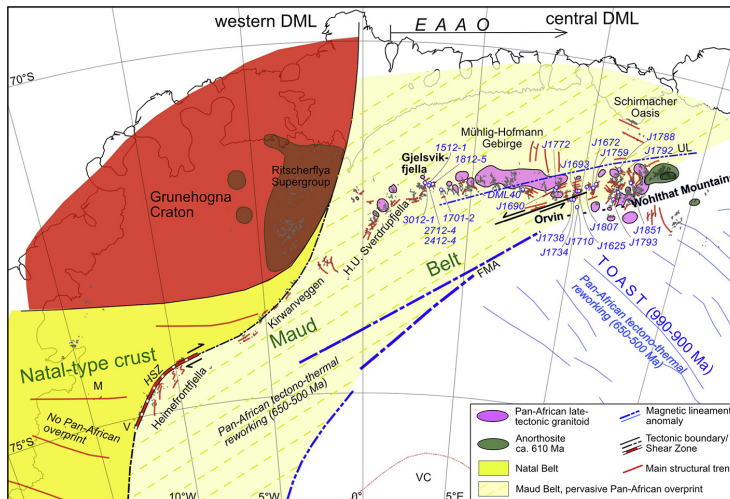 western DML
E A A O
central DML
70°S
Schirmacher
Oasis
Mühlig-Hofmann
Gebirge
J1772
J1672
J1759
J1788
J1792
UL
1512-1
1812-5
J1693
Gjelsvik-
fjella
Ritscherflya
Supergroup
Grunehogna
Craton
DML40
J1690
Wohlthat Mountains
Orvin
3012-1
2712-4
2412-4
1701-2
H.U. Sverdrupfjella
J1807
J1625
J1851
J1793
J1738
J1734
J1710
Belt
FMA
Kirwanveggen
Maud
TOAST (990-900 Ma)
Pan-African tectono-thermal
reworking (650-500 Ma)
Natal-type crust
M
HSZ
Heimefrontfjella
V
No Pan-African
overprint
Pan-African tectono-thermal
reworking (650-500 Ma)
75°S
10°W
0°
5°E
VC
Pan-African late-
tectonic granitoid
Anorthosite
ca. 610 Ma
Natal Belt
Maud Belt, pervasive Pan-African overprint
Magnetic lineament
anomaly
Tectonic boundary/
Shear Zone
Main structural tren